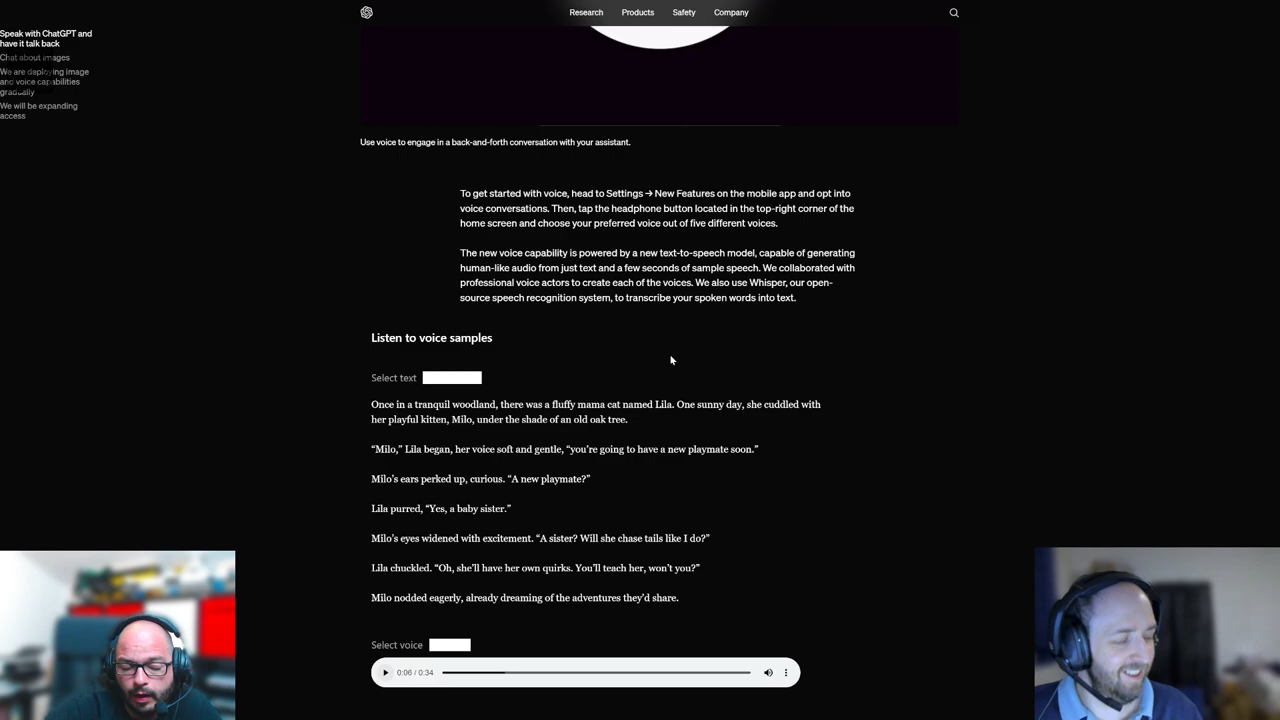 Research Products Safety Company
Speak with ChatGPT and
have it talk back
Chat about images
We are deploying image
and voice capabilities
gradually
We will be expanding
access
Use voice to engage in a back-and-forth conversation with your assistant.
To get started with voice, head to Settings → New Features on the mobile app and opt into
voice conversations. Then, tap the headphone button located in the top-right corner of the
home screen and choose your preferred voice out of five different voices.
The new voice capability is powered by a new text-to-speech model, capable of generating
human-like audio from just text and a few seconds of sample speech. We collaborated with
professional voice actors to create each of the voices. We also use Whisper, our open-
source speech recognition system, to transcribe your spoken words into text.
Listen to voice samples
Select text
Once in a tranquil woodland, there was a fluffy mama cat named Lila. One sunny day, she cuddled with
her playful kitten, Milo, under the shade of an old oak tree.
“Milo,” Lila began, her voice soft and gentle, “you’re going to have a new playmate soon.”
Milo’s ears perked up, curious. “A new playmate?”
Lila purred, “Yes, a baby sister.”
Milo’s eyes widened with excitement. “A sister? Will she chase tails like I do?”
Lila chuckled. “Oh, she’ll have her own quirks. You’ll teach her, won’t you?”
Milo nodded eagerly, already dreaming of the adventures they’d share.
Select voice
0:06 / 0:34